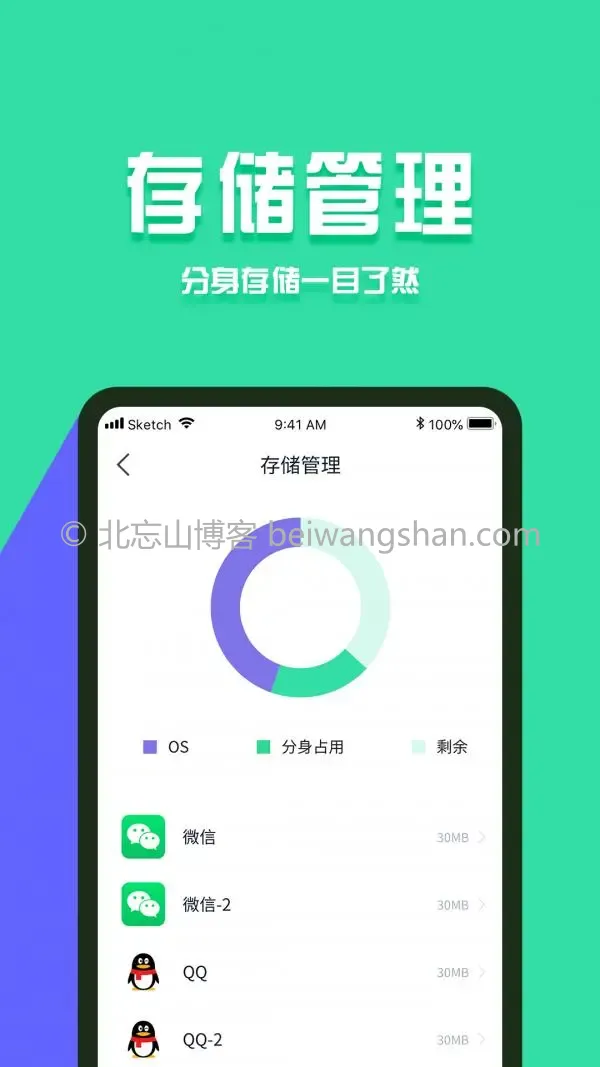 存储管理
分身存储一目了然
Sketch 9:41 AM 100%
存储管理
© 北忘山博客 beiwangshan.com
OS 分身占用 剩余
微信 30MB
微信-2 30MB
QQ 30MB
QQ-2 30MB